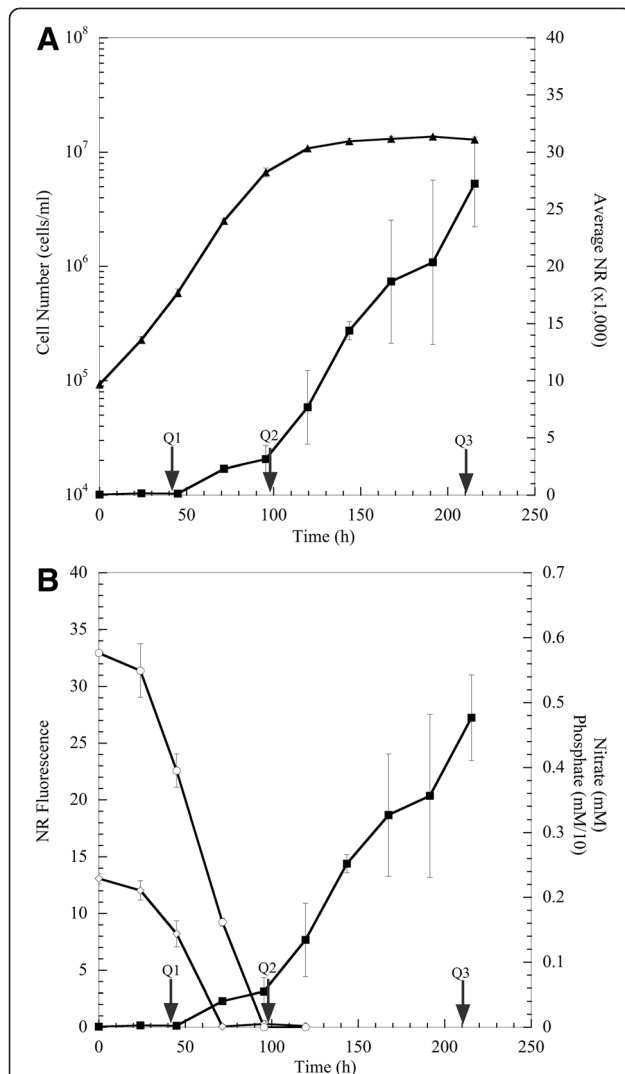 A
10^8
10^7
10^6
10^5
10^4
Cell Number (cells/ml)
40
35
30
25
20
15
10
5
0
Average NR (x1,000)
Q1
Q2
Q3
0
50
100
150
200
250
Time (h)
B
40
35
30
25
20
15
10
5
0
NR Fluorescence
0.7
0.6
0.5
0.4
0.3
0.2
0.1
0
Nitrate (mM)
Phosphate (mM/10)
Q1
Q2
Q3
0
50
100
150
200
250
Time (h)